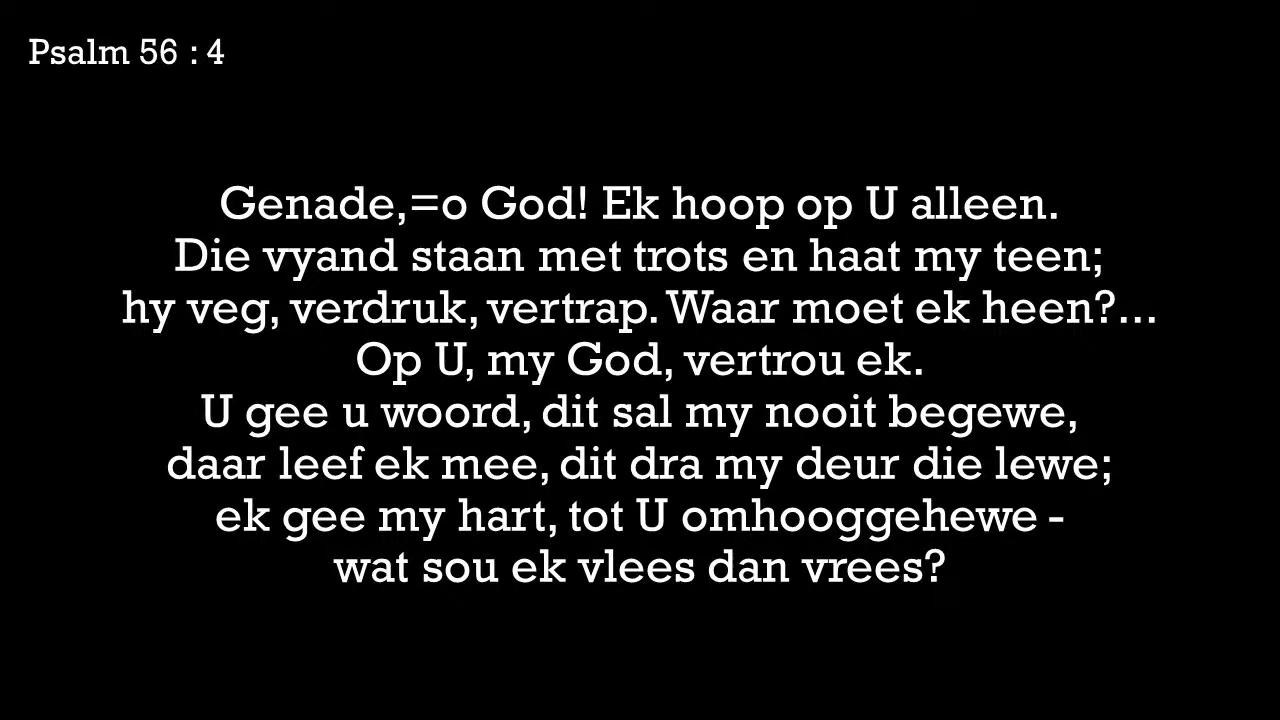 Psalm 56 : 4
Genade,=o God! Ek hoop op U alleen.
Die vyand staan met trots en haat my teen;
hy veg, verdruk, vertrap. Waar moet ek heen?...
Op U, my God, vertrou ek.
U gee u woord, dit sal my nooit begewe,
daar leef ek mee, dit dra my deur die lewe;
ek gee my hart, tot U omhooggehewe -
wat sou ek vlees dan vrees?